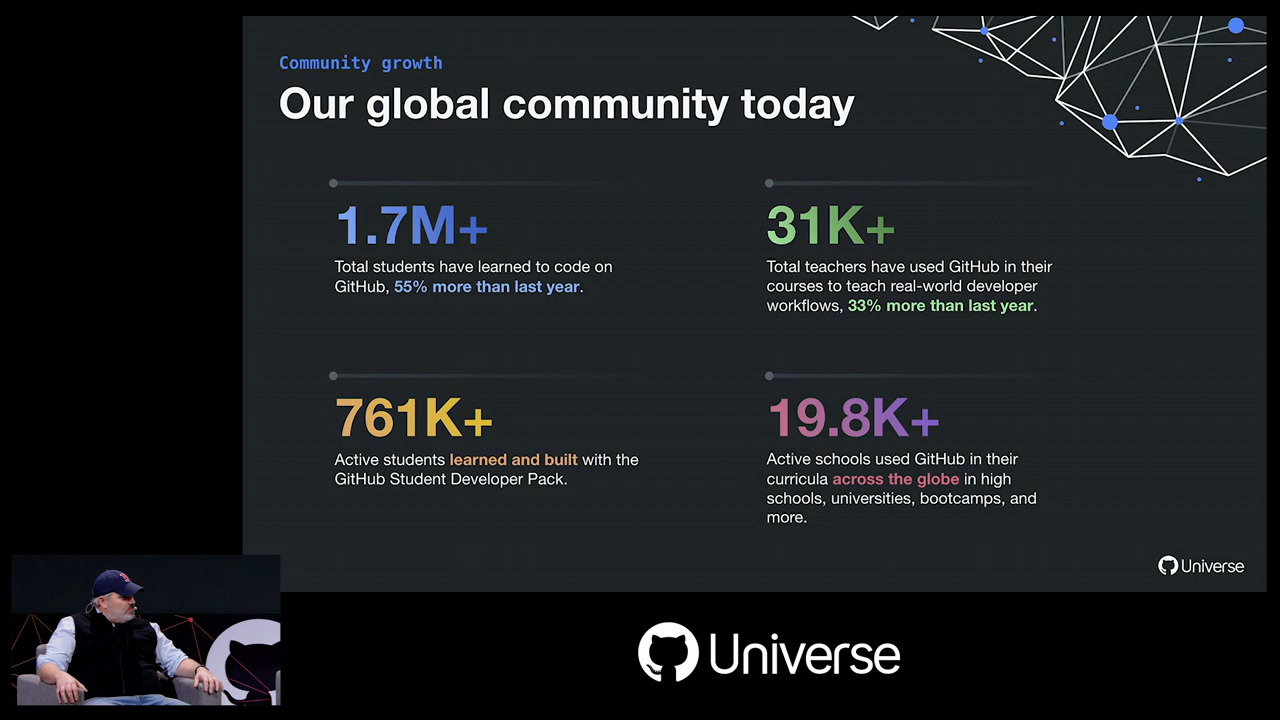 Community growth
Our global community today
1.7M+
Total students have learned to code on
GitHub, 55% more than last year.
31K+
Total teachers have used GitHub in their
courses to teach real-world developer
workflows, 33% more than last year.
761K+
Active students learned and built with the
GitHub Student Developer Pack.
19.8K+
Active schools used GitHub in their
curricula across the globe in high
schools, universities, bootcamps, and
more.
Universe
Universe